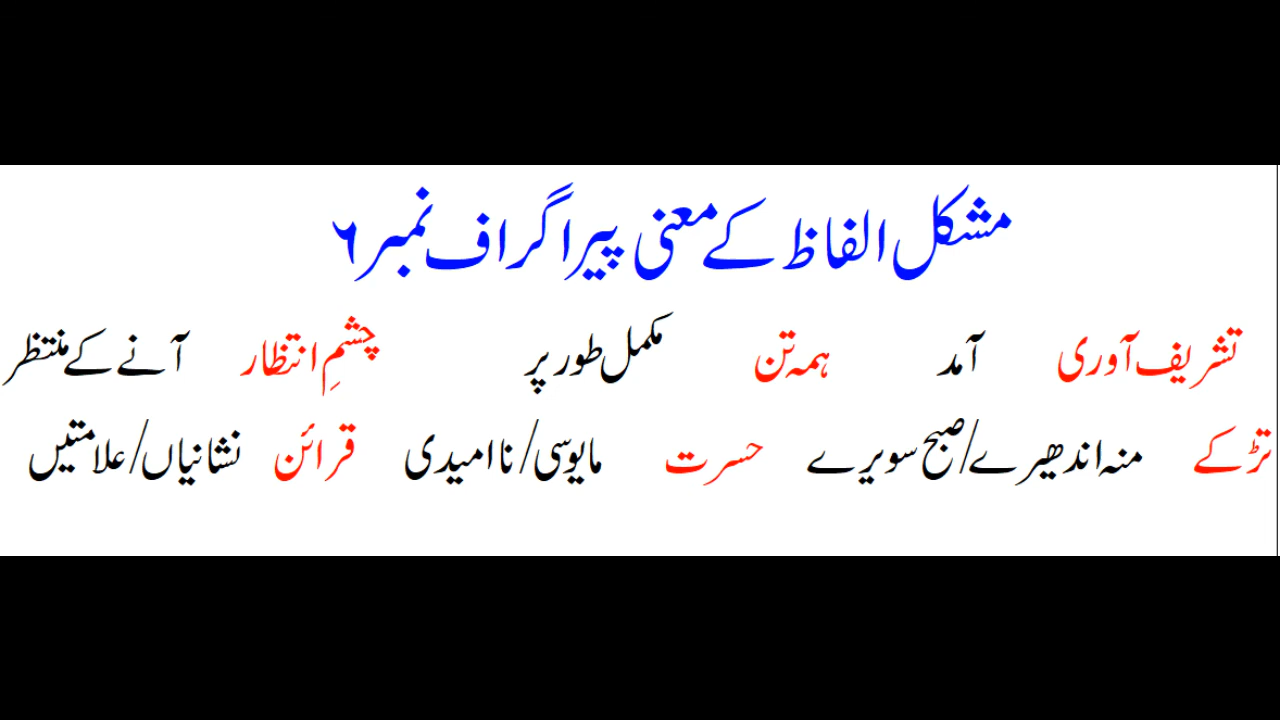 مشکل الفاظ کے معنی پیراگراف نمبر ۶
تشریف آوری آمد ہمہ تن مکمل طور پر چشمِ انتظار آنے کے منتظر
تڑکے منہ اندھیرے/صبح سویرے حسرت مایوسی/ناامیدی قرائن نشانیاں/علامتیں